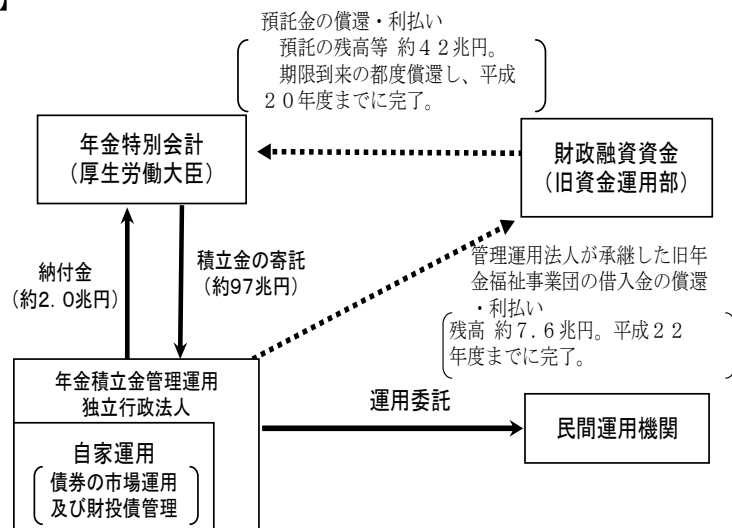 】
預託金の償還・利払い
預託の残高等 約４２兆円。
期限到来の都度償還し、平成
２０年度までに完了。
年金特別会計
（厚生労働大臣）
財政融資資金
（旧資金運用部）
納付金
（約2.0兆円）
積立金の寄託
（約97兆円）
管理運用法人が承継した旧年
金福祉事業団の借入金の償還
・利払い
残高 約７.６兆円。平成２２
年度までに完了。
年金積立金管理運用
独立行政法人
運用委託
民間運用機関
自家運用
債券の市場運用
及び財投債管理